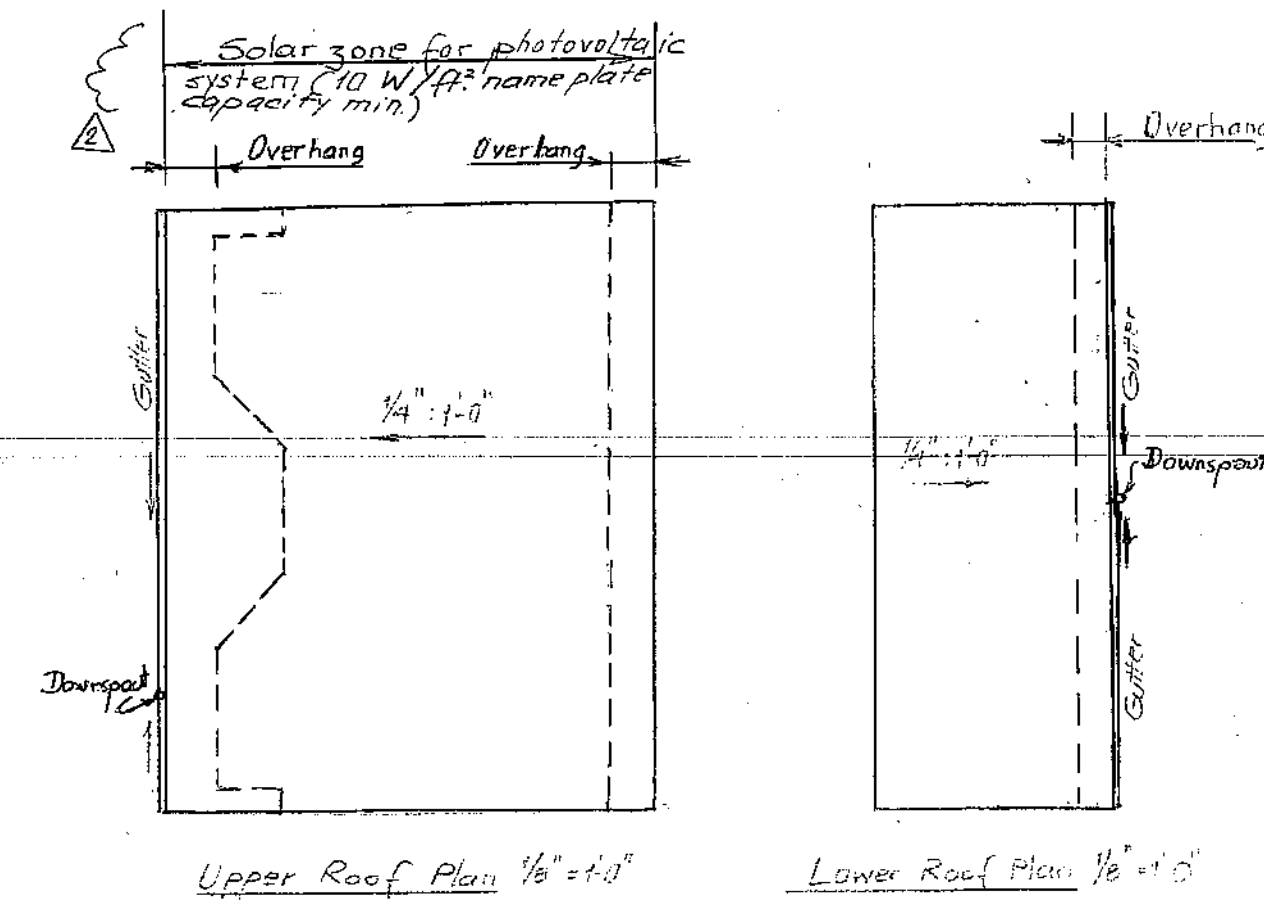 Solar zone for photovoltaic
system (10 W/ft.² name plate
capacity min.)
2
Overhang
Overhang
Overhang
Gutter
1/4" : 1'-0"
Downspout
Gutter
1/4" : 1'-0"
Downspout
Gutter
Upper Roof Plan 1/8" = 1'-0"
Lower Roof Plan 1/8" = 1'-0"